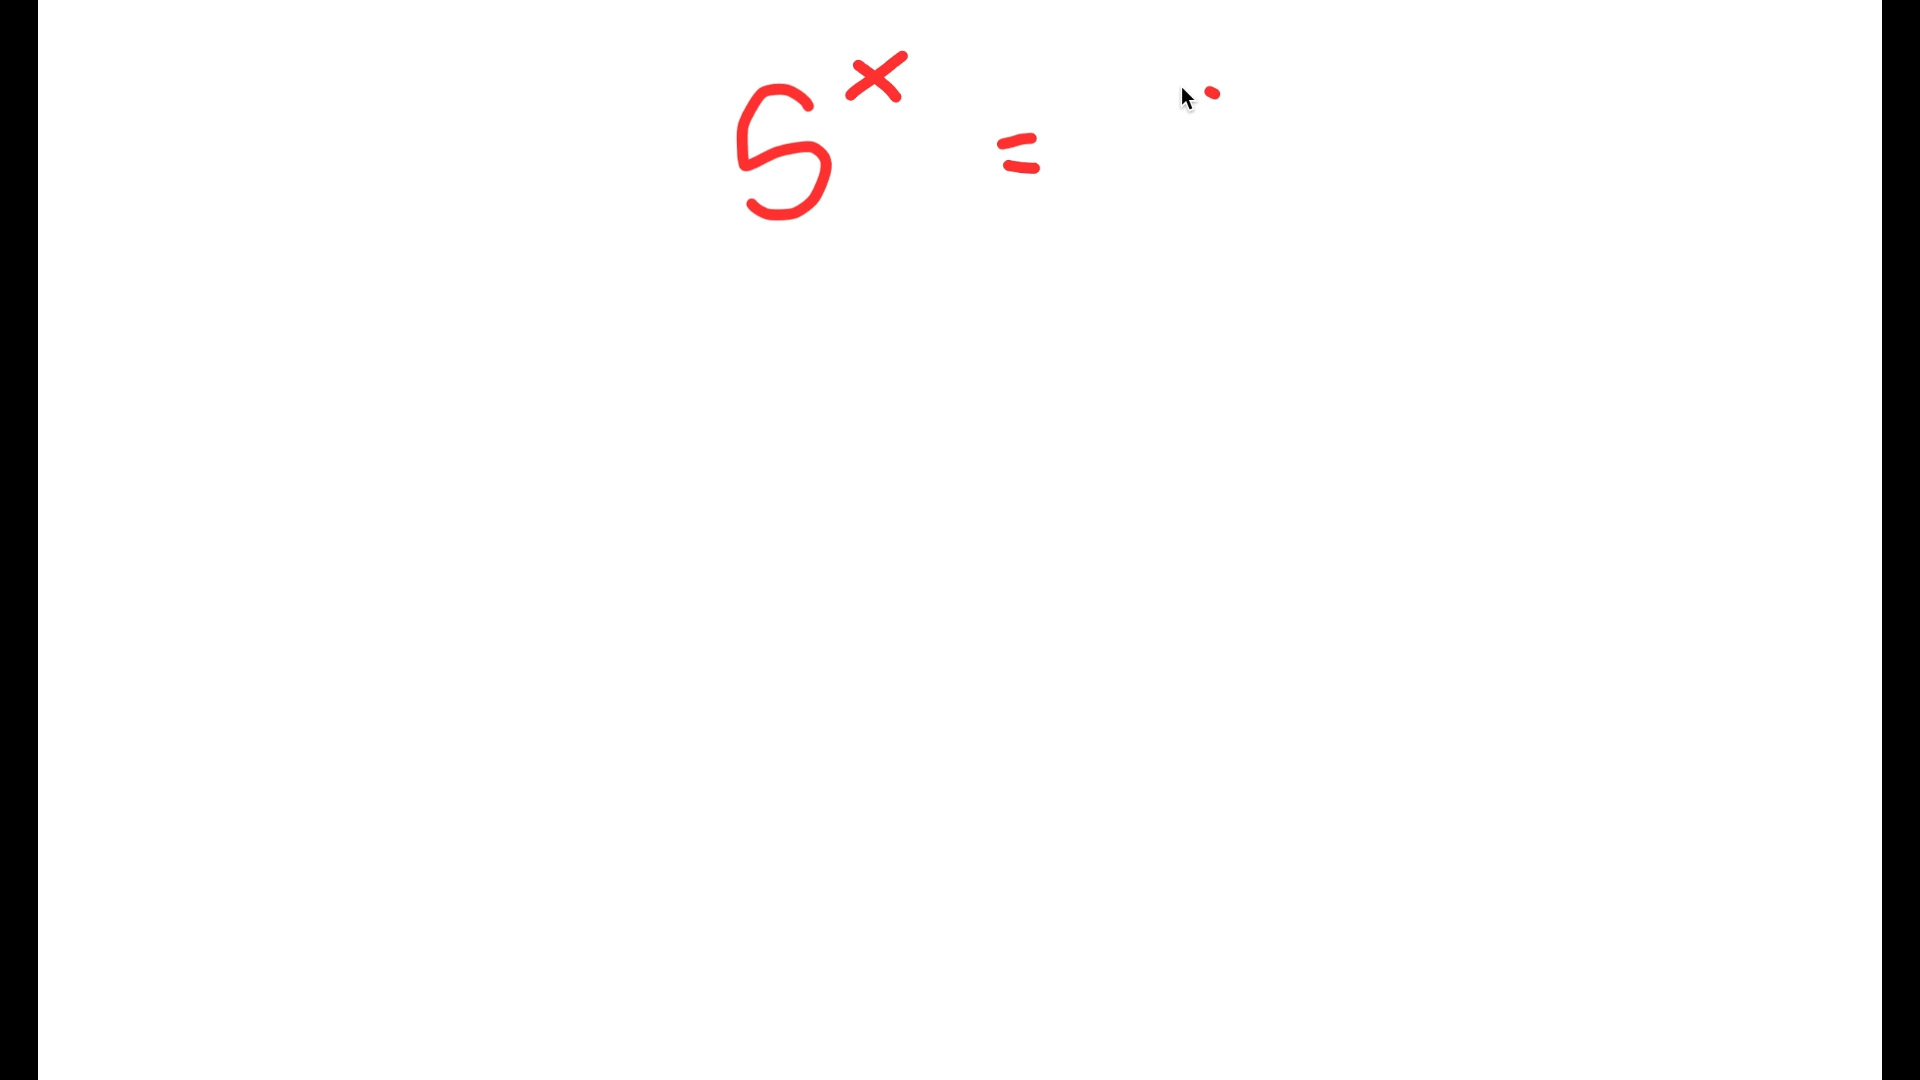 5^x =